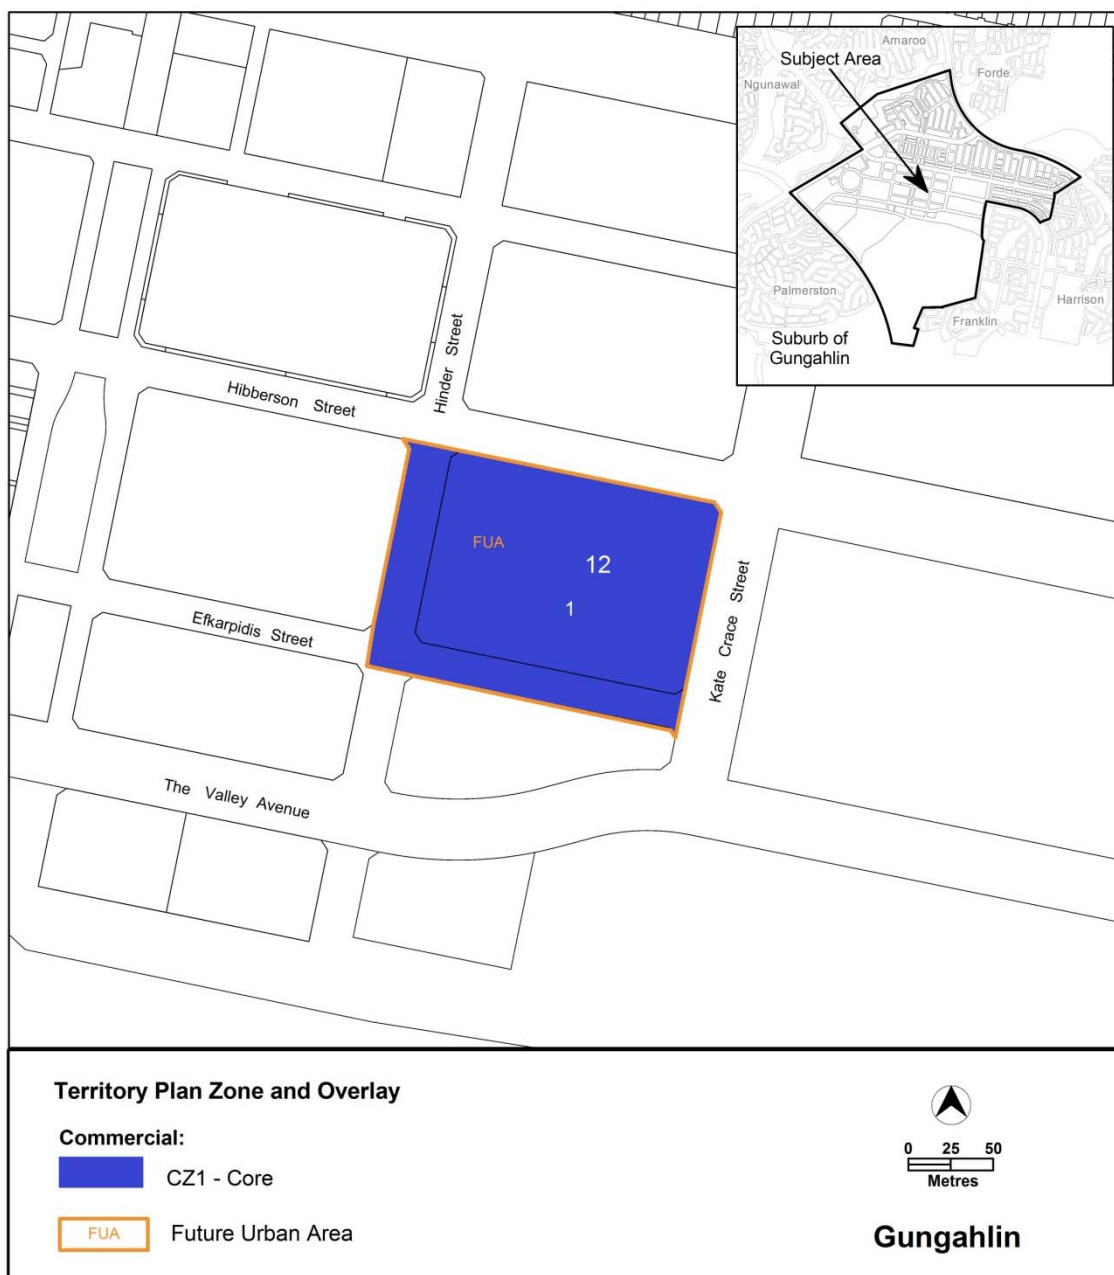 Amaroo
Subject Area
Forde
Ngunawal
Palmerston
Harrison
Franklin
Suburb of
Gungahlin
Hinder Street
Hibberson Street
FUA
12
1
Kate Crace Street
Efkarpidis Street
The Valley Avenue
Territory Plan Zone and Overlay
Commercial:
CZ1 - Core
FUA
Future Urban Area
0 25 50
Metres
Gungahlin